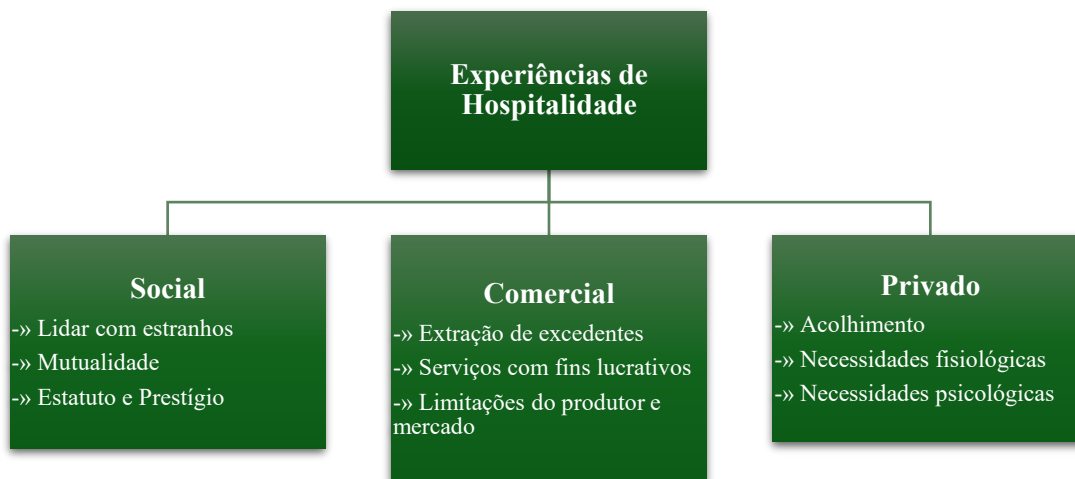 Experiências de
Hospitalidade
Social
-» Lidar com estranhos
-» Mutualidade
-» Estatuto e Prestígio
Comercial
-» Extração de excedentes
-» Serviços com fins lucrativos
-» Limitações do produtor e
mercado
Privado
-» Acolhimento
-» Necessidades fisiológicas
-» Necessidades psicológicas